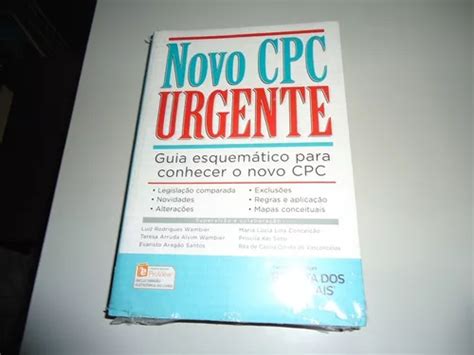 Novo CPC
URGENTE
Guia esquemático para
conhecer o novo CPC
• Legislação comparada
• Novidades
• Alterações
• Exclusões
• Regras e aplicação
• Mapas conceituais
Luiz Rodrigues Wambier
Teresa Arruda Alvim Wambier
Evaristo Aragão Santos
Maria Lúcia Lins Conceição
Priscila Kei Sato
Rita de Cássia Corrêa de Vasconcelos
ProView